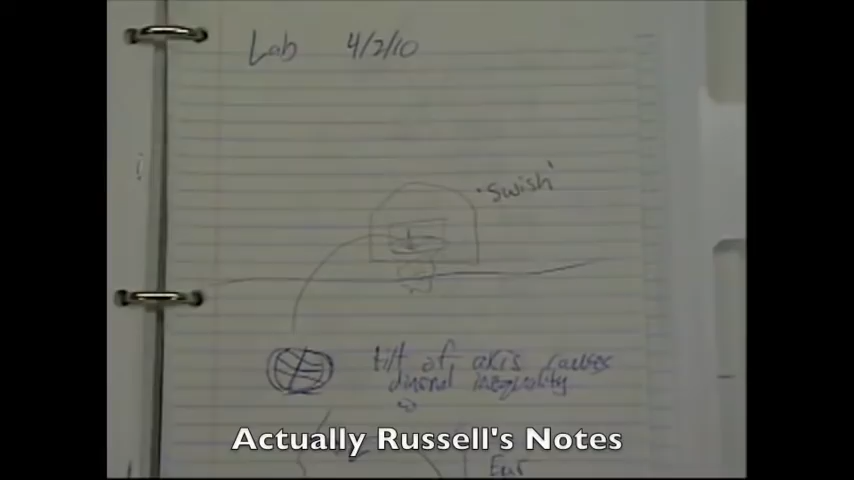 Lab 4/2/10
'Swish'
tilt of axis causes
diurnal inequality
Actually Russell's Notes